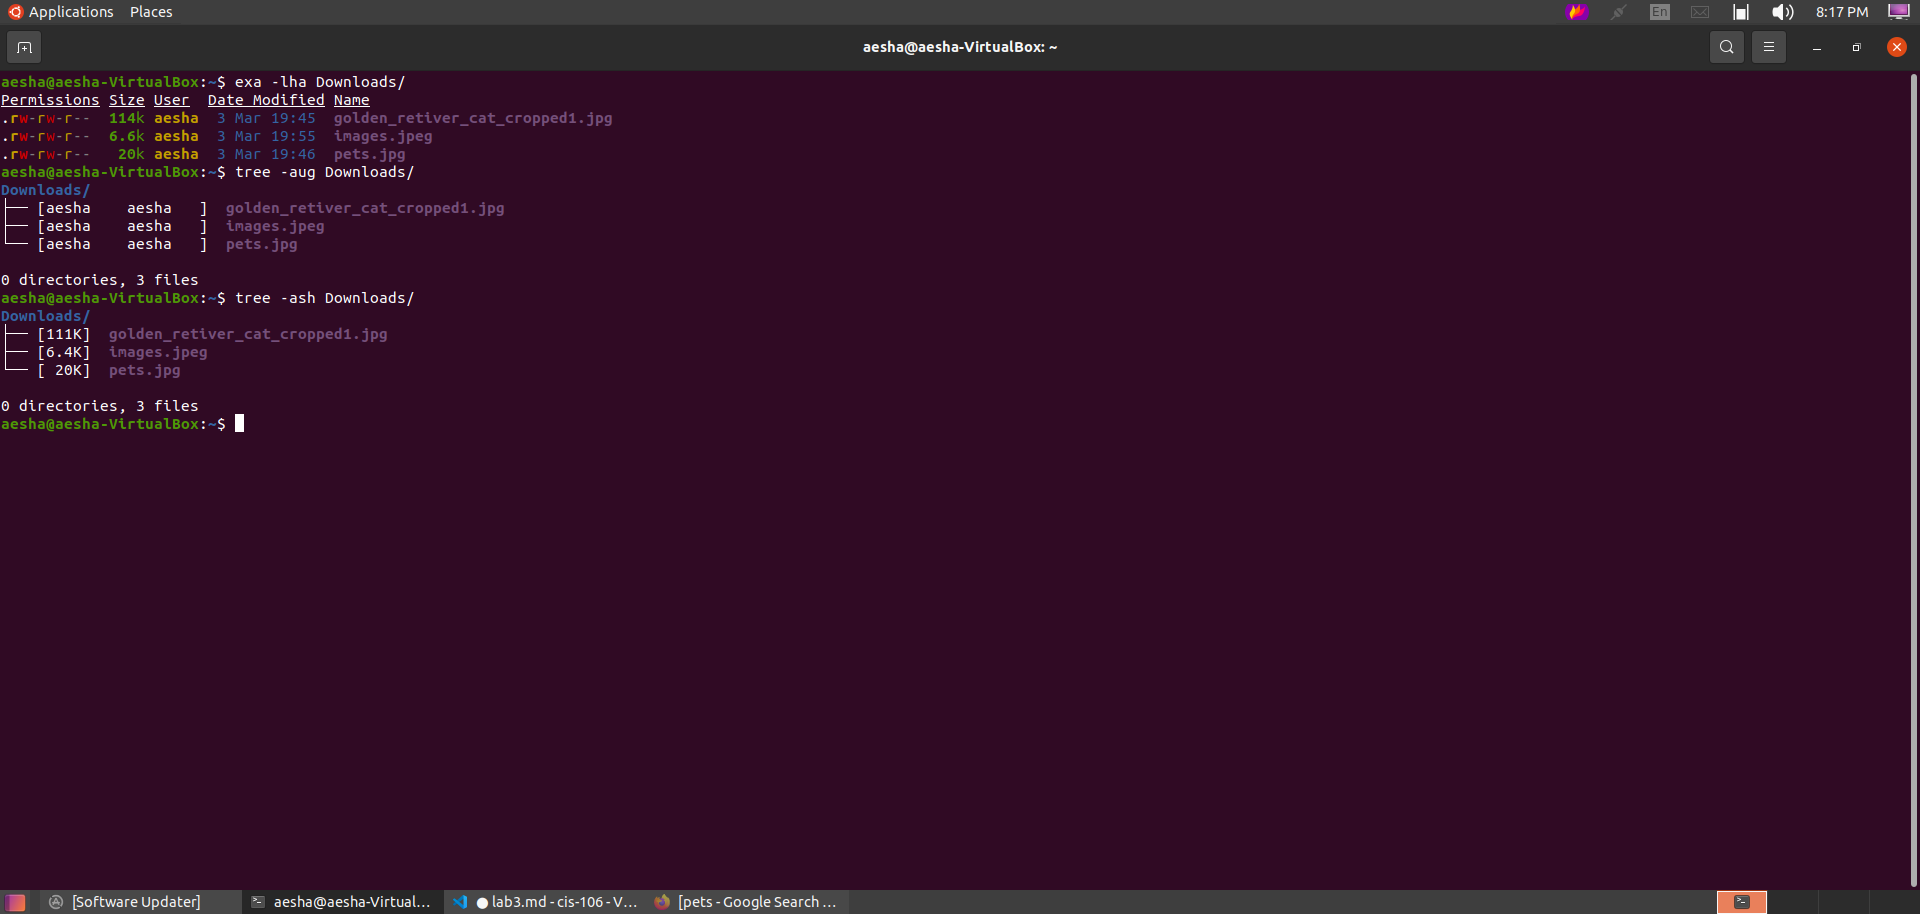 Applications Places En 8:17 PM
aesha@aesha-VirtualBox: ~
aesha@aesha-VirtualBox:~$ exa -lha Downloads/
Permissions Size User  Date Modified Name
.rw-rw-r--  114k aesha  3 Mar 19:45  golden_retiver_cat_cropped1.jpg
.rw-rw-r--  6.6k aesha  3 Mar 19:55  images.jpeg
.rw-rw-r--   20k aesha  3 Mar 19:46  pets.jpg
aesha@aesha-VirtualBox:~$ tree -aug Downloads/
Downloads/
├── [aesha    aesha   ]  golden_retiver_cat_cropped1.jpg
├── [aesha    aesha   ]  images.jpeg
└── [aesha    aesha   ]  pets.jpg
0 directories, 3 files
aesha@aesha-VirtualBox:~$ tree -ash Downloads/
Downloads/
├── [111K]  golden_retiver_cat_cropped1.jpg
├── [6.4K]  images.jpeg
└── [ 20K]  pets.jpg
0 directories, 3 files
aesha@aesha-VirtualBox:~$
[Software Updater] aesha@aesha-Virtual... ● lab3.md - cis-106 - V... [pets - Google Search ...